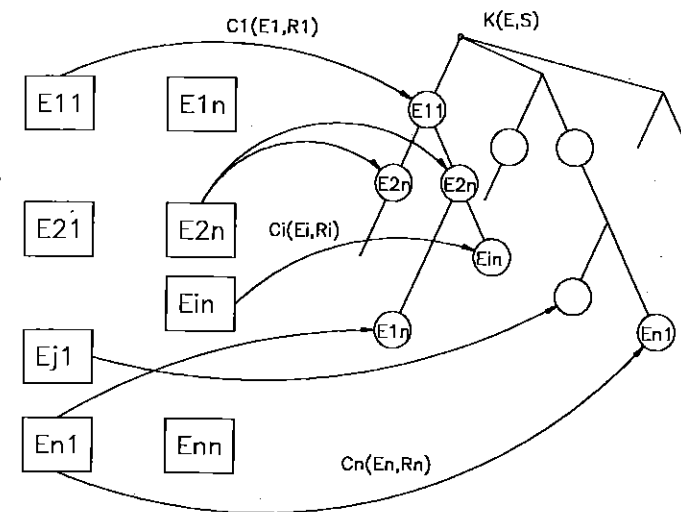 C1(E1,R1)
K(E,S)
E11
E1n
E11
E2n
E2n
E21
E2n
Ci(Ei,Ri)
Ein
Ein
E1n
En1
Ej1
En1
Enn
Cn(En,Rn)